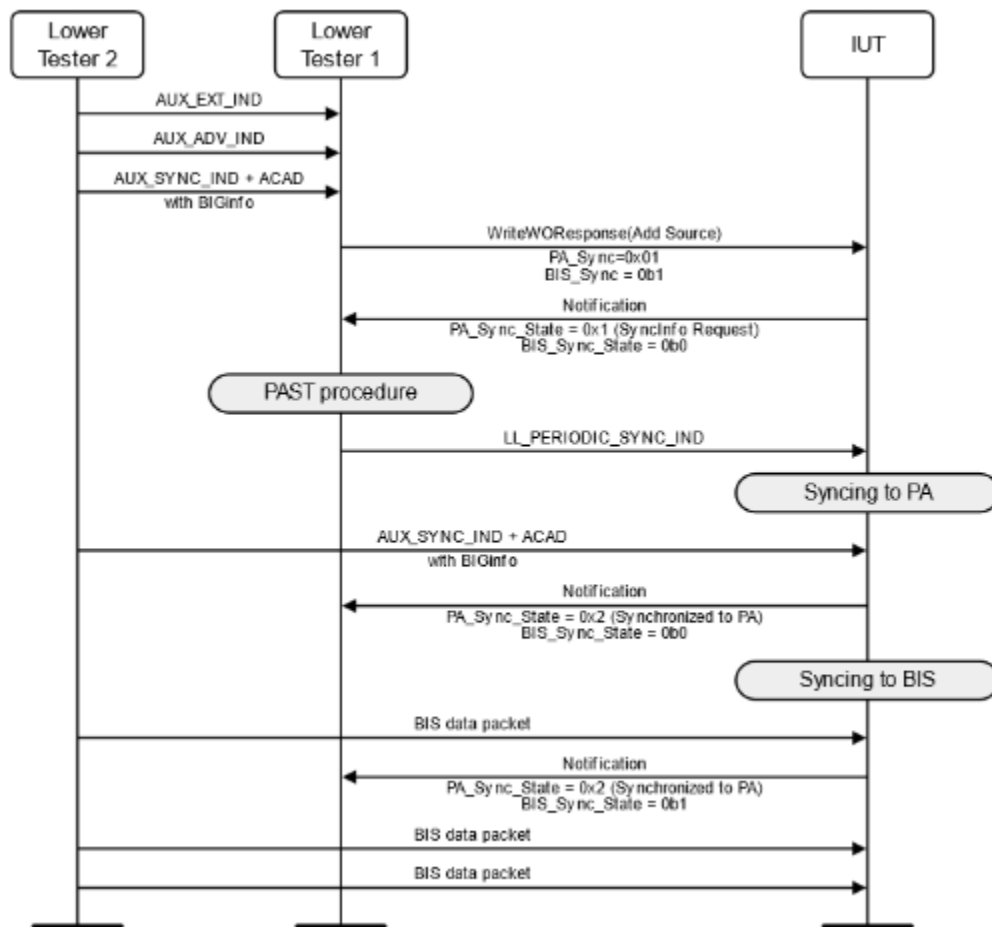 Lower
Tester 2
Lower
Tester 1
IUT
AUX_EXT_IND
AUX_ADV_IND
AUX_SYNC_IND + ACAD
with BIGinfo
WriteWOResponse(Add Source)
PA_Sync=0x01
BIS_Sync = 0b1
Notification
PA_Sync_State = 0x1 (SyncInfo Request)
BIS_Sync_State = 0b0
PAST procedure
LL_PERIODIC_SYNC_IND
Syncing to PA
AUX_SYNC_IND + ACAD
with BIGinfo
Notification
PA_Sync_State = 0x2 (Synchronized to PA)
BIS_Sync_State = 0b0
Syncing to BIS
BIS data packet
Notification
PA_Sync_State = 0x2 (Synchronized to PA)
BIS_Sync_State = 0b1
BIS data packet
BIS data packet